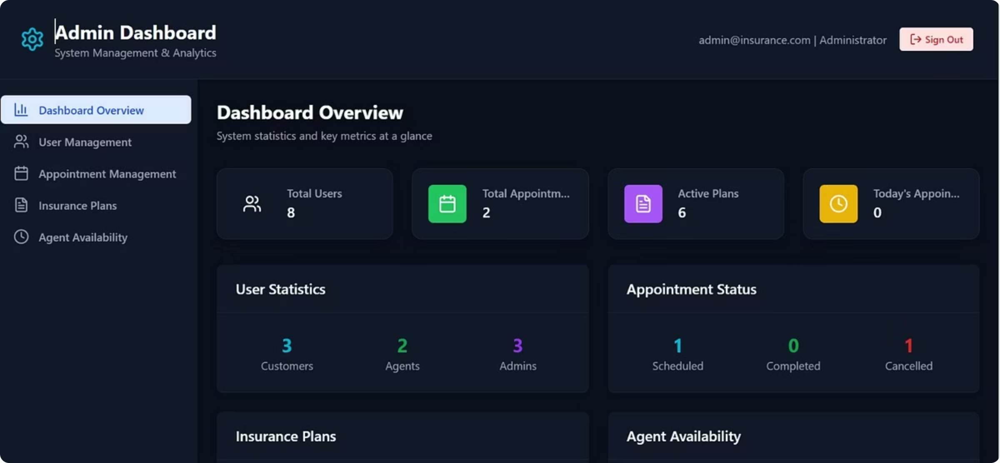 Admin Dashboard
System Management & Analytics
admin@insurance.com | Administrator
Sign Out
Dashboard Overview
User Management
Appointment Management
Insurance Plans
Agent Availability
Dashboard Overview
System statistics and key metrics at a glance
Total Users
8
Total Appointm...
2
Active Plans
6
Today's Appoin...
0
User Statistics
3
Customers
2
Agents
3
Admins
Appointment Status
1
Scheduled
0
Completed
1
Cancelled
Insurance Plans
Agent Availability